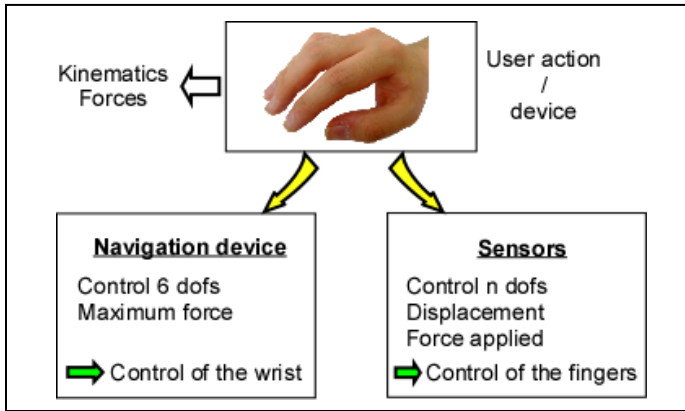 Kinematics
Forces
User action
/
device
Navigation device
Control 6 dofs
Maximum force
Control of the wrist
Sensors
Control n dofs
Displacement
Force applied
Control of the fingers